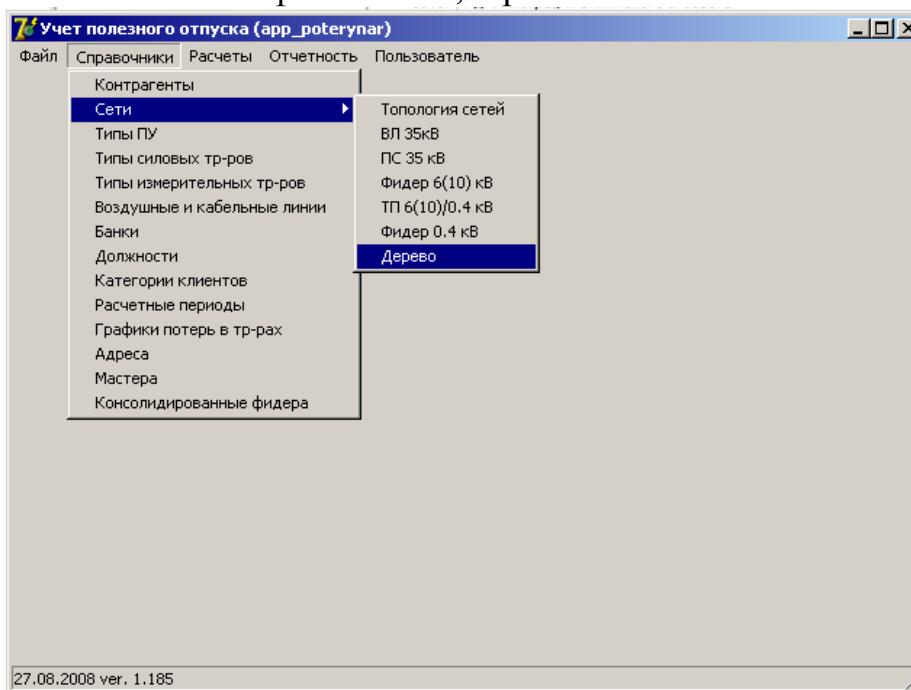 Учет полезного отпуска (app_poterynar)
Файл Справочники Расчеты Отчетность Пользователь
Контрагенты
Сети
Типы ПУ
Типы силовых тр-ров
Типы измерительных тр-ров
Воздушные и кабельные линии
Банки
Должности
Категории клиентов
Расчетные периоды
Графики потерь в тр-рах
Адреса
Мастера
Консолидированные фидера
Топология сетей
ВЛ 35кВ
ПС 35 кВ
Фидер 6(10) кВ
ТП 6(10)/0.4 кВ
Фидер 0.4 кВ
Дерево
27.08.2008 ver. 1.185